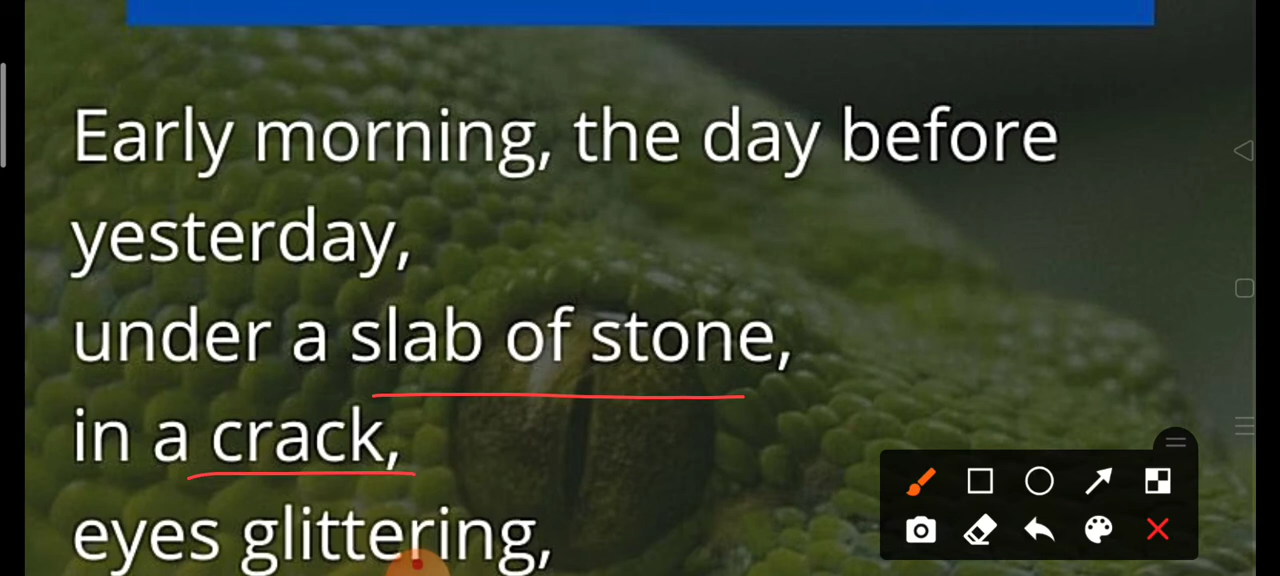 Early morning, the day before
yesterday,
under a slab of stone,
in a crack,
eyes glittering,